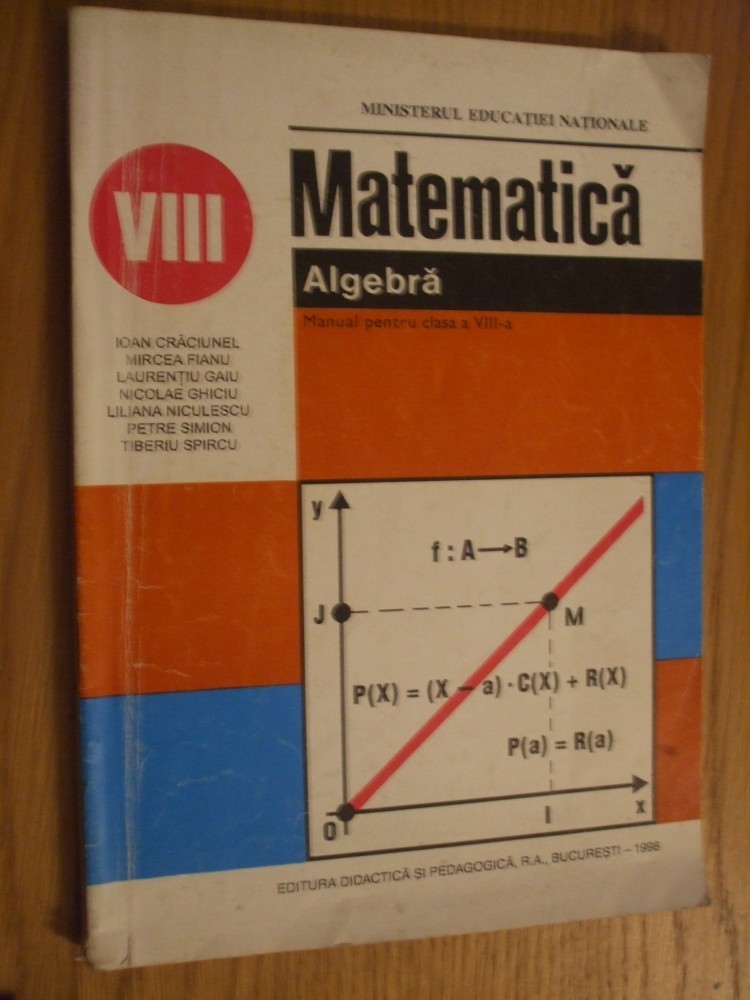 MINISTERUL EDUCAȚIEI NAȚIONALE
VIII
Matematică
Algebră
Manual pentru clasa a VIII-a
IOAN CRĂCIUNEL
MIRCEA FIANU
LAURENȚIU GAIU
NICOLAE GHICIU
LILIANA NICULESCU
PETRE SIMION
TIBERIU SPIRCU
y
f : A→B
J
M
P(X) = (X – a) · C(X) + R(X)
P(a) = R(a)
O
I
x
EDITURA DIDACTICĂ ȘI PEDAGOGICĂ, R.A., BUCUREȘTI – 1998